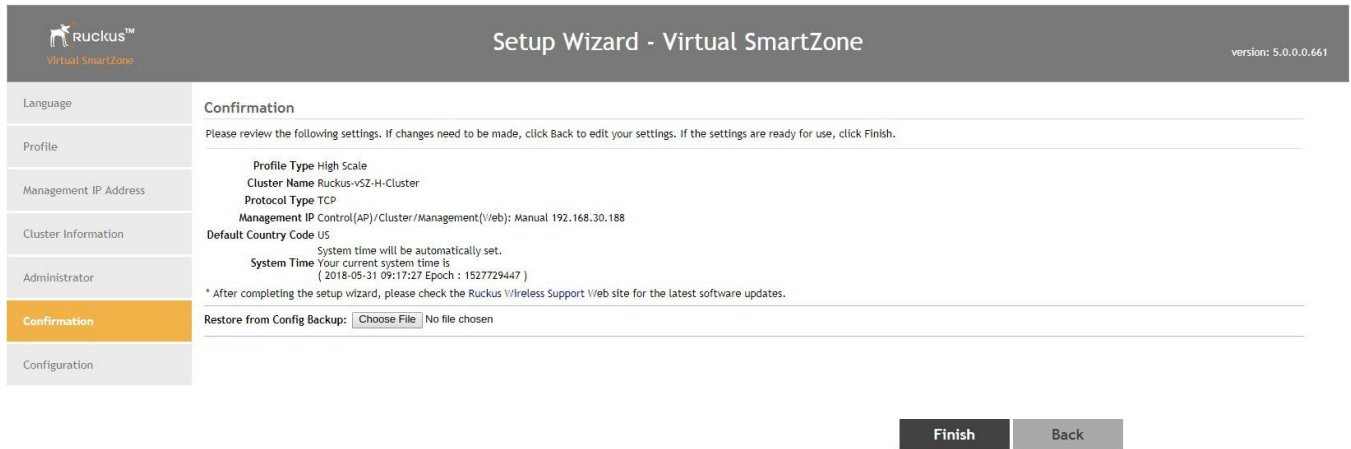 Ruckus™
Virtual SmartZone
Setup Wizard - Virtual SmartZone
version: 5.0.0.0.661
Language
Profile
Management IP Address
Cluster Information
Administrator
Confirmation
Configuration
Confirmation
Please review the following settings. If changes need to be made, click Back to edit your settings. If the settings are ready for use, click Finish.
Profile Type High Scale
Cluster Name Ruckus-vSZ-H-Cluster
Protocol Type TCP
Management IP Control(AP)/Cluster/Management(Web): Manual 192.168.30.188
Default Country Code US
System time will be automatically set.
System Time Your current system time is
( 2018-05-31 09:17:27 Epoch : 1527729447 )
* After completing the setup wizard, please check the Ruckus Wireless Support Web site for the latest software updates.
Restore from Config Backup: Choose File No file chosen
Finish Back